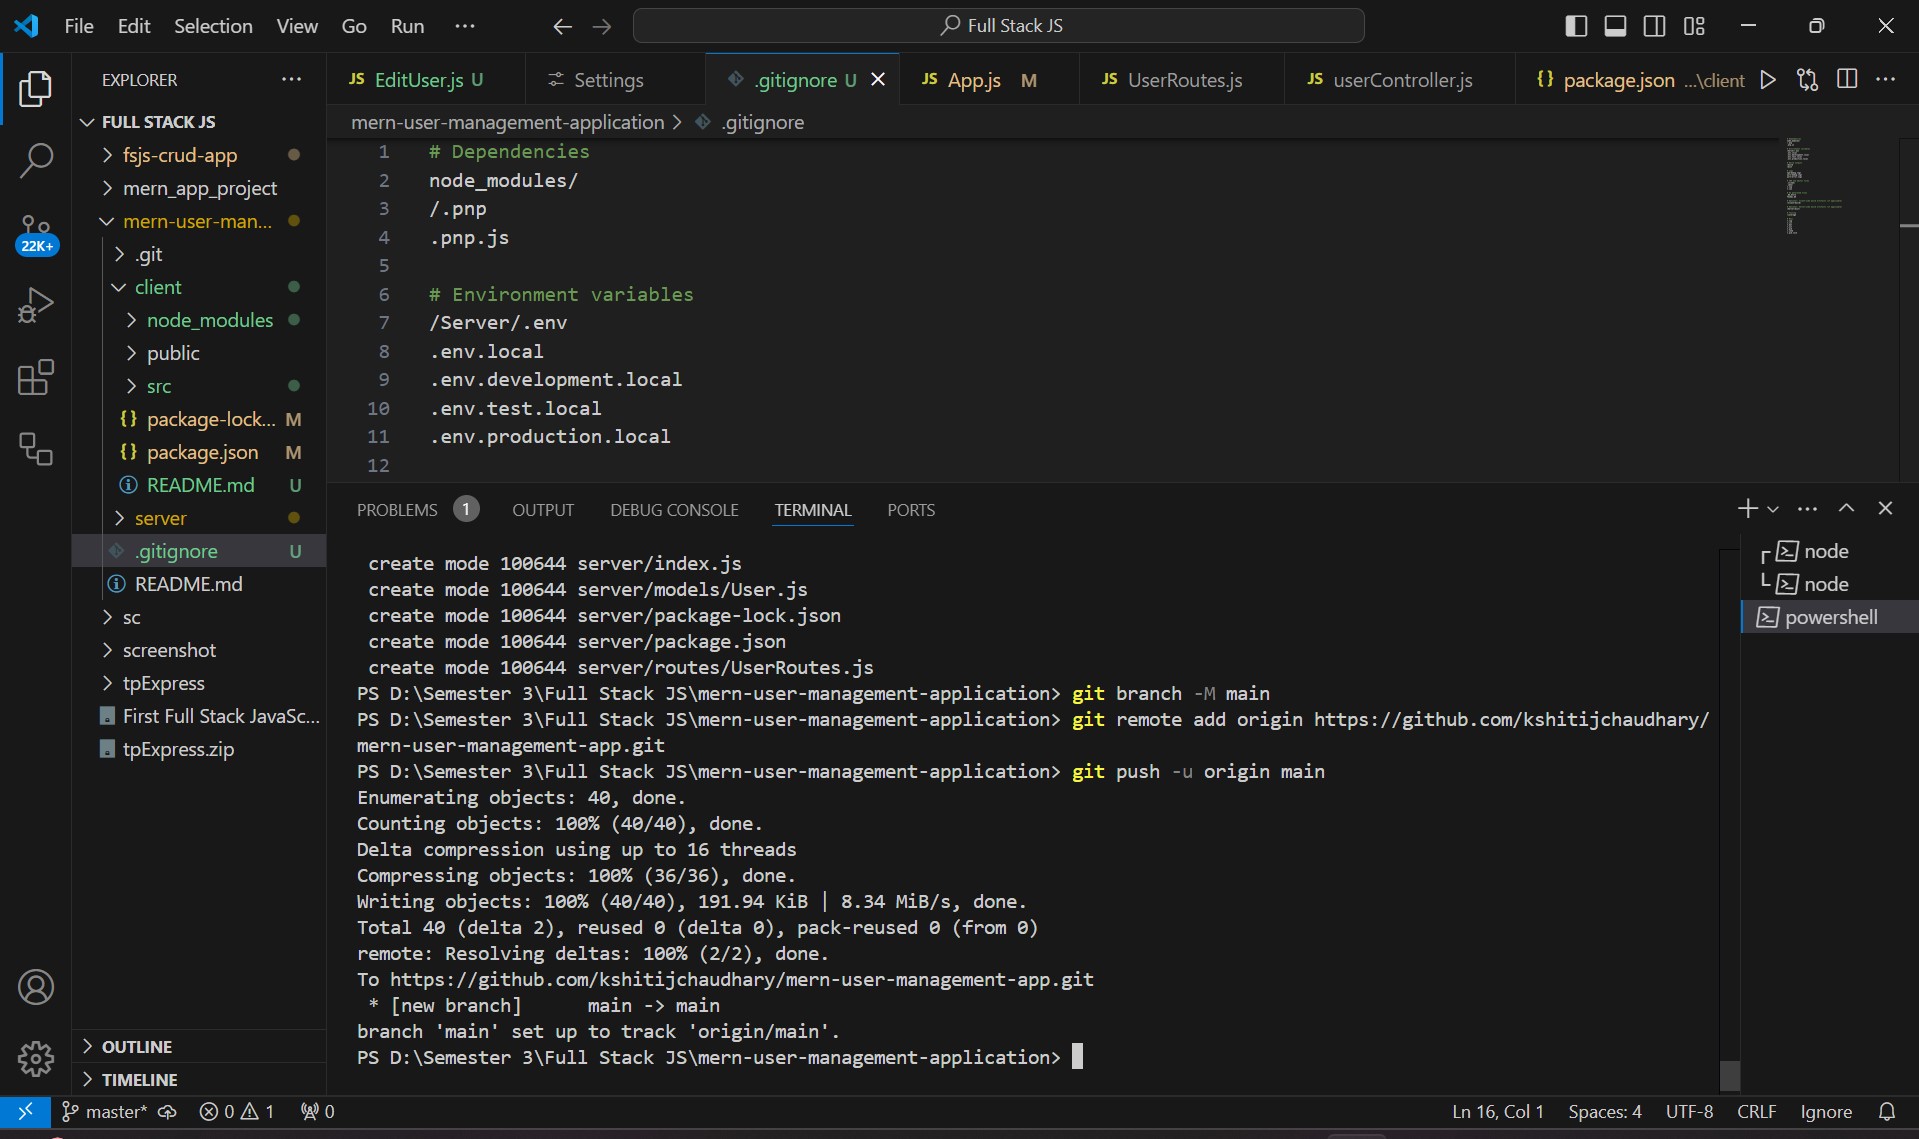 File Edit Selection View Go Run ··· Full Stack JS
EXPLORER ···
FULL STACK JS
fsjs-crud-app
mern_app_project
mern-user-man...
.git
client
node_modules
public
src
{} package-lock... M
{} package.json M
README.md U
server
.gitignore U
README.md
sc
screenshot
tpExpress
First Full Stack JavaSc...
tpExpress.zip
OUTLINE
TIMELINE
22K+
JS EditUser.js U
Settings
.gitignore U
JS App.js M
JS UserRoutes.js
JS userController.js
{} package.json ...\client
mern-user-management-application > .gitignore
1 # Dependencies
2 node_modules/
3 /.pnp
4 .pnp.js
5
6 # Environment variables
7 /Server/.env
8 .env.local
9 .env.development.local
10 .env.test.local
11 .env.production.local
12
PROBLEMS 1 OUTPUT DEBUG CONSOLE TERMINAL PORTS
create mode 100644 server/index.js
create mode 100644 server/models/User.js
create mode 100644 server/package-lock.json
create mode 100644 server/package.json
create mode 100644 server/routes/UserRoutes.js
PS D:\Semester 3\Full Stack JS\mern-user-management-application> git branch -M main
PS D:\Semester 3\Full Stack JS\mern-user-management-application> git remote add origin https://github.com/kshitijchaudhary/
mern-user-management-app.git
PS D:\Semester 3\Full Stack JS\mern-user-management-application> git push -u origin main
Enumerating objects: 40, done.
Counting objects: 100% (40/40), done.
Delta compression using up to 16 threads
Compressing objects: 100% (36/36), done.
Writing objects: 100% (40/40), 191.94 KiB | 8.34 MiB/s, done.
Total 40 (delta 2), reused 0 (delta 0), pack-reused 0 (from 0)
remote: Resolving deltas: 100% (2/2), done.
To https://github.com/kshitijchaudhary/mern-user-management-app.git
* [new branch] main -> main
branch 'main' set up to track 'origin/main'.
PS D:\Semester 3\Full Stack JS\mern-user-management-application>
node
node
powershell
master* 0 1 0 Ln 16, Col 1 Spaces: 4 UTF-8 CRLF Ignore